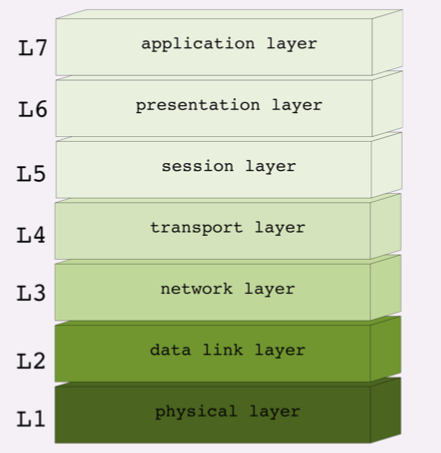 L7 application layer
L6 presentation layer
L5 session layer
L4 transport layer
L3 network layer
L2 data link layer
L1 physical layer